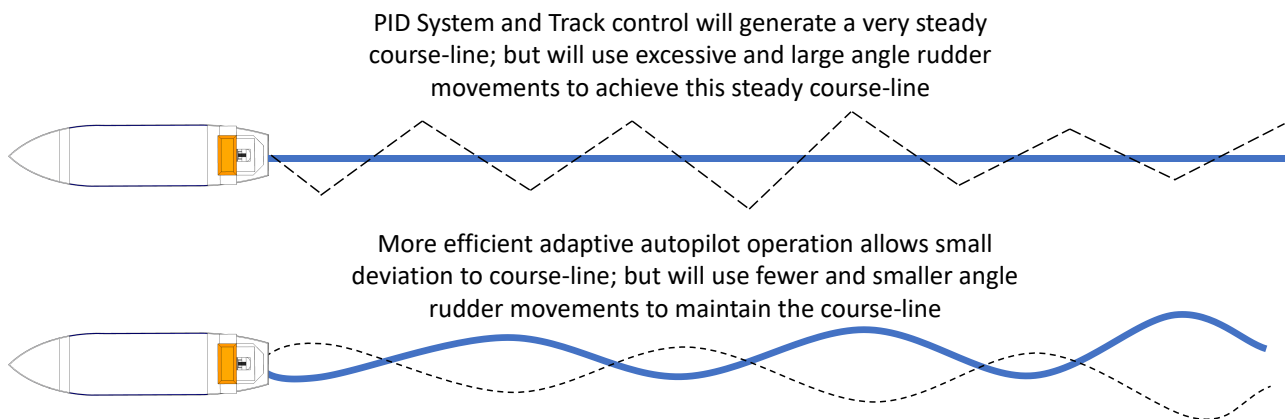 PID System and Track control will generate a very steady
course-line; but will use excessive and large angle rudder
movements to achieve this steady course-line
More efficient adaptive autopilot operation allows small
deviation to course-line; but will use fewer and smaller angle
rudder movements to maintain the course-line